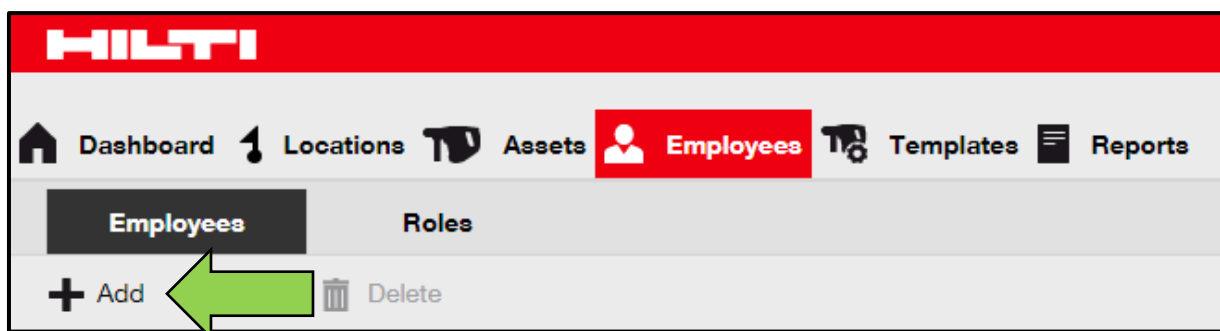 HILTI
Dashboard Locations Assets Employees Templates Reports
Employees Roles
Add Delete